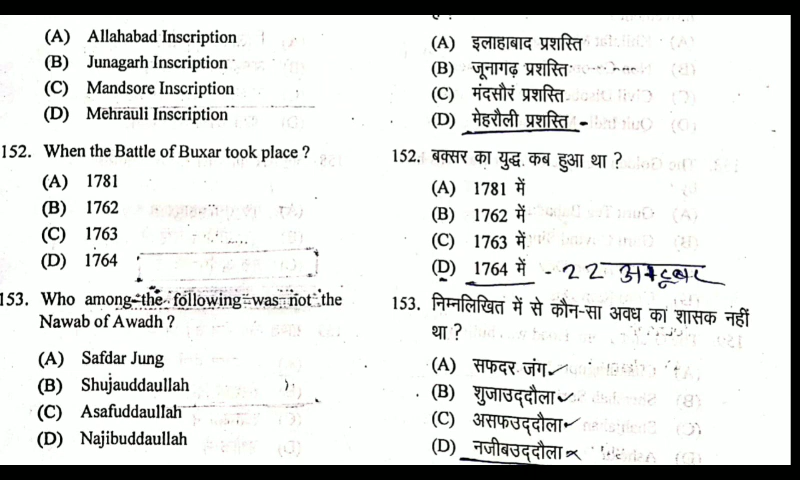 (A) Allahabad Inscription
(B) Junagarh Inscription
(C) Mandsore Inscription
(D) Mehrauli Inscription
152. When the Battle of Buxar took place ?
(A) 1781
(B) 1762
(C) 1763
(D) 1764
153. Who among the following was not the
Nawab of Awadh ?
(A) Safdar Jung
(B) Shujauddaullah
(C) Asafuddaullah
(D) Najibuddaullah
(A) इलाहाबाद प्रशस्ति
(B) जूनागढ़ प्रशस्ति
(C) मंदसौर प्रशस्ति
(D) मेहरौली प्रशस्ति
152. बक्सर का युद्ध कब हुआ था ?
(A) 1781 में
(B) 1762 में
(C) 1763 में
(D) 1764 में - 22 अक्टूबर
153. निम्नलिखित में से कौन-सा अवध का शासक नहीं
था ?
(A) सफदर जंग
(B) शुजाउद्दौला
(C) असफउद्दौला
(D) नजीबउद्दौला